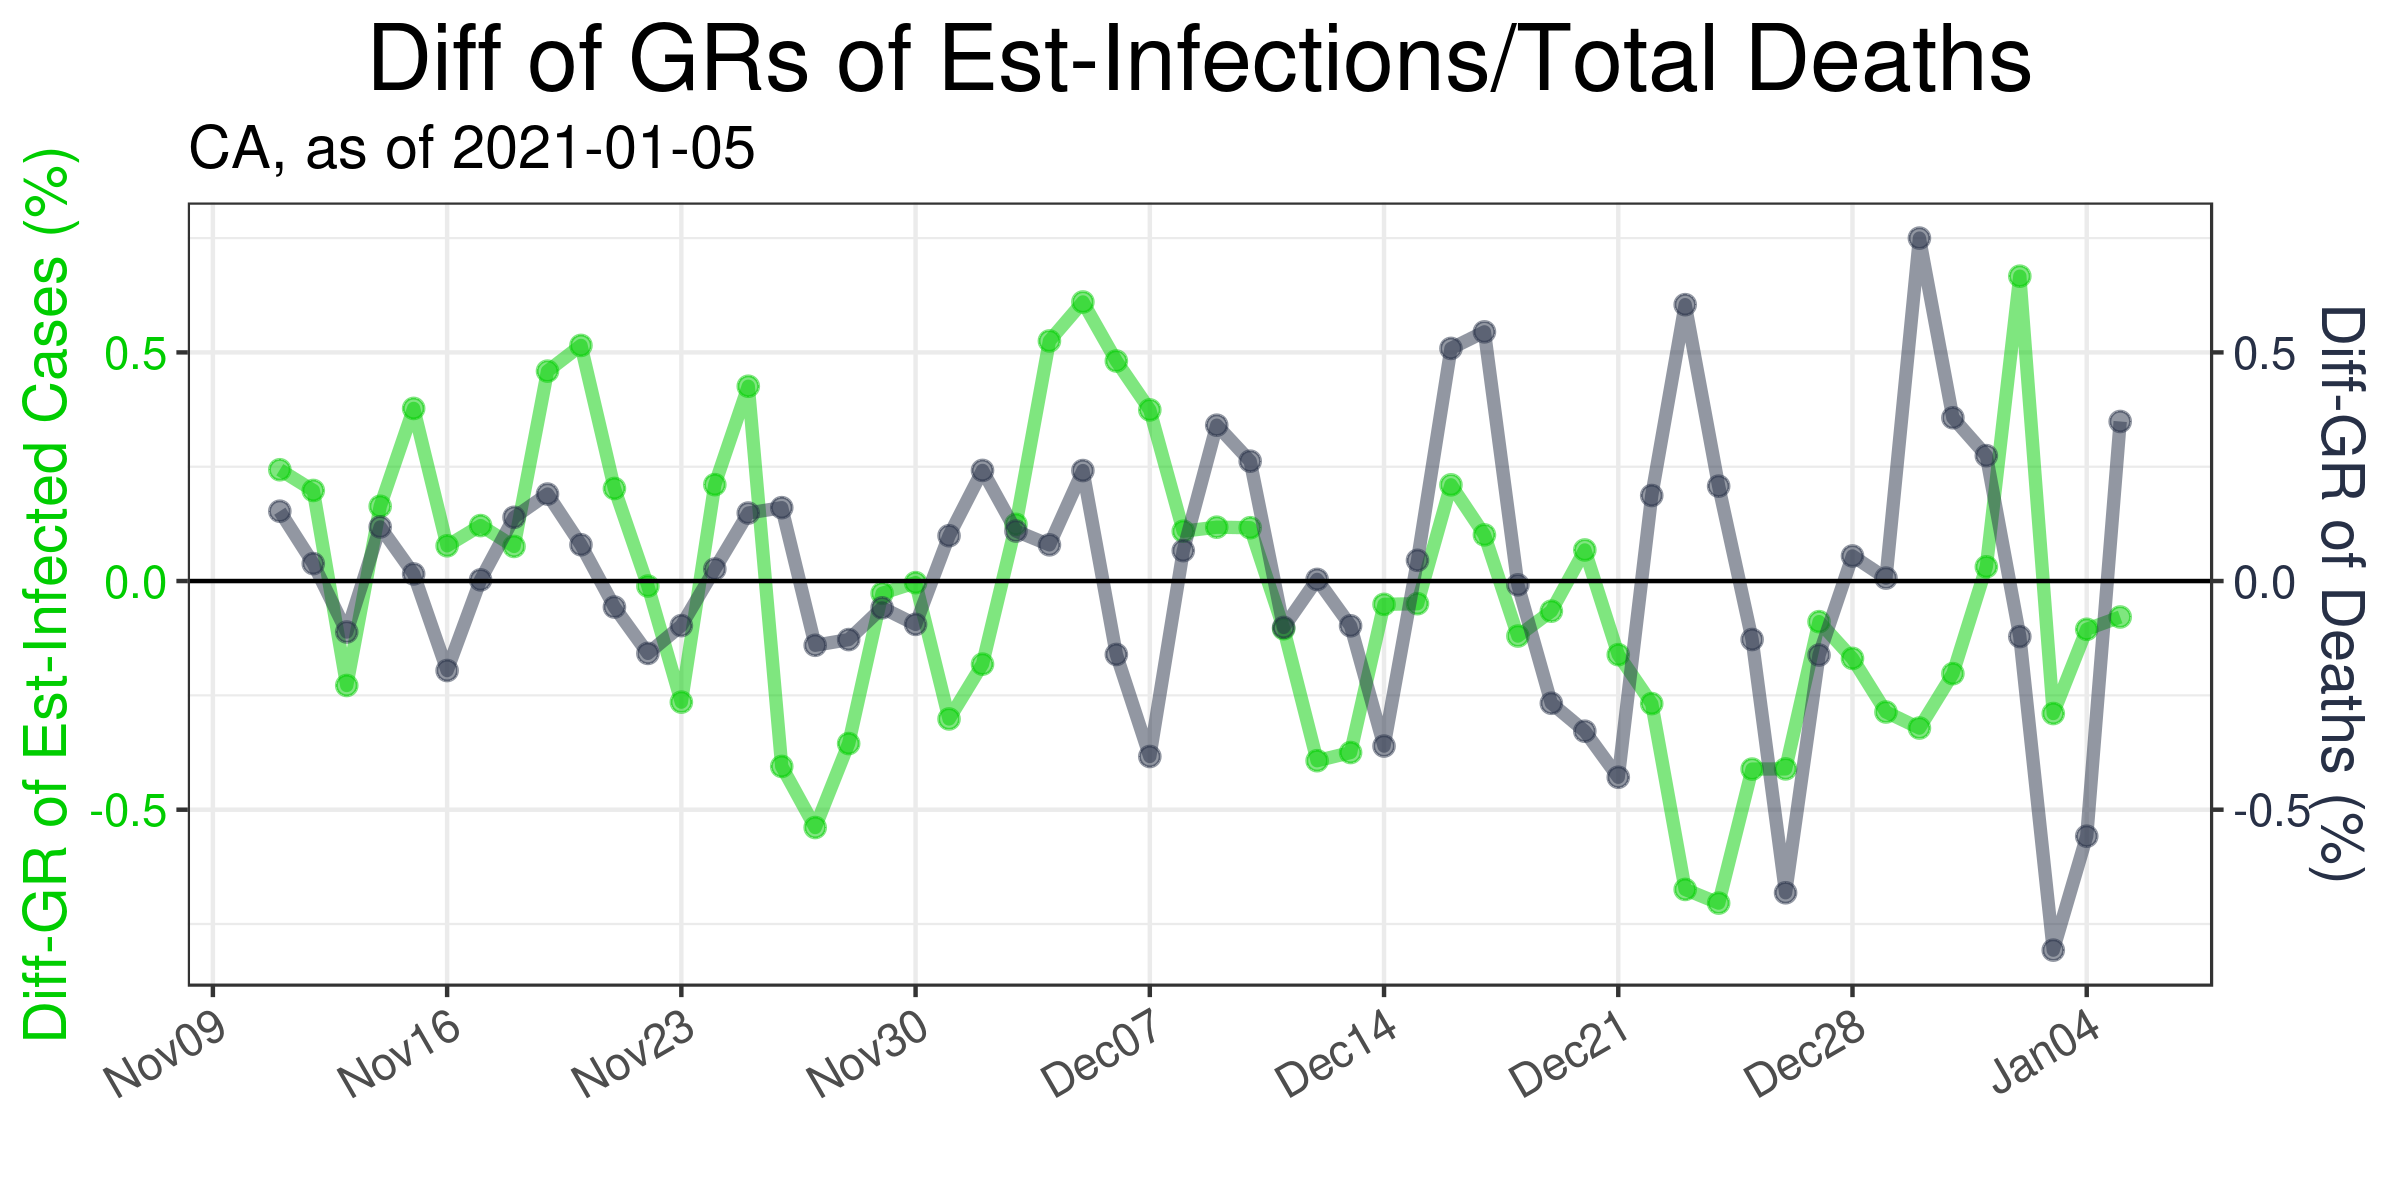 Diff of GRs of Est-Infections/Total Deaths
CA, as of 2021-01-05
Diff-GR of Est-Infected Cases (%)
0.5
0.0
-0.5
0.5
0.0
-0.5
Diff-GR of Deaths (%)
Nov09
Nov16
Nov23
Nov30
Dec07
Dec14
Dec21
Dec28
Jan04